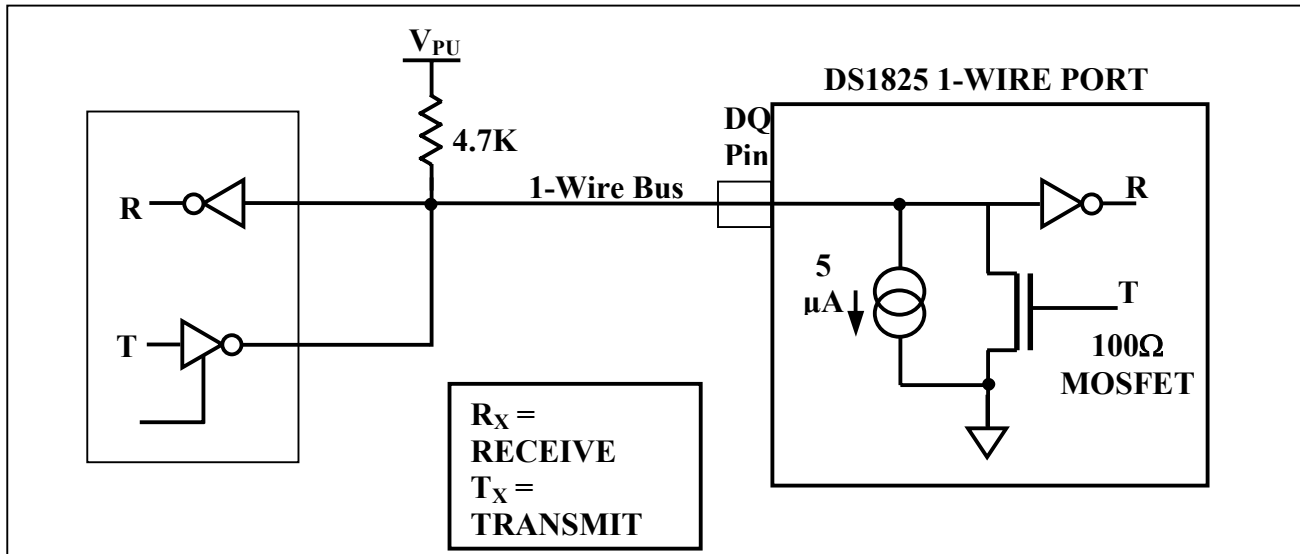 V_PU
4.7K
R
T
1-Wire Bus
R_X =
RECEIVE
T_X =
TRANSMIT
DS1825 1-WIRE PORT
DQ
Pin
R
5
µA
T
100Ω
MOSFET